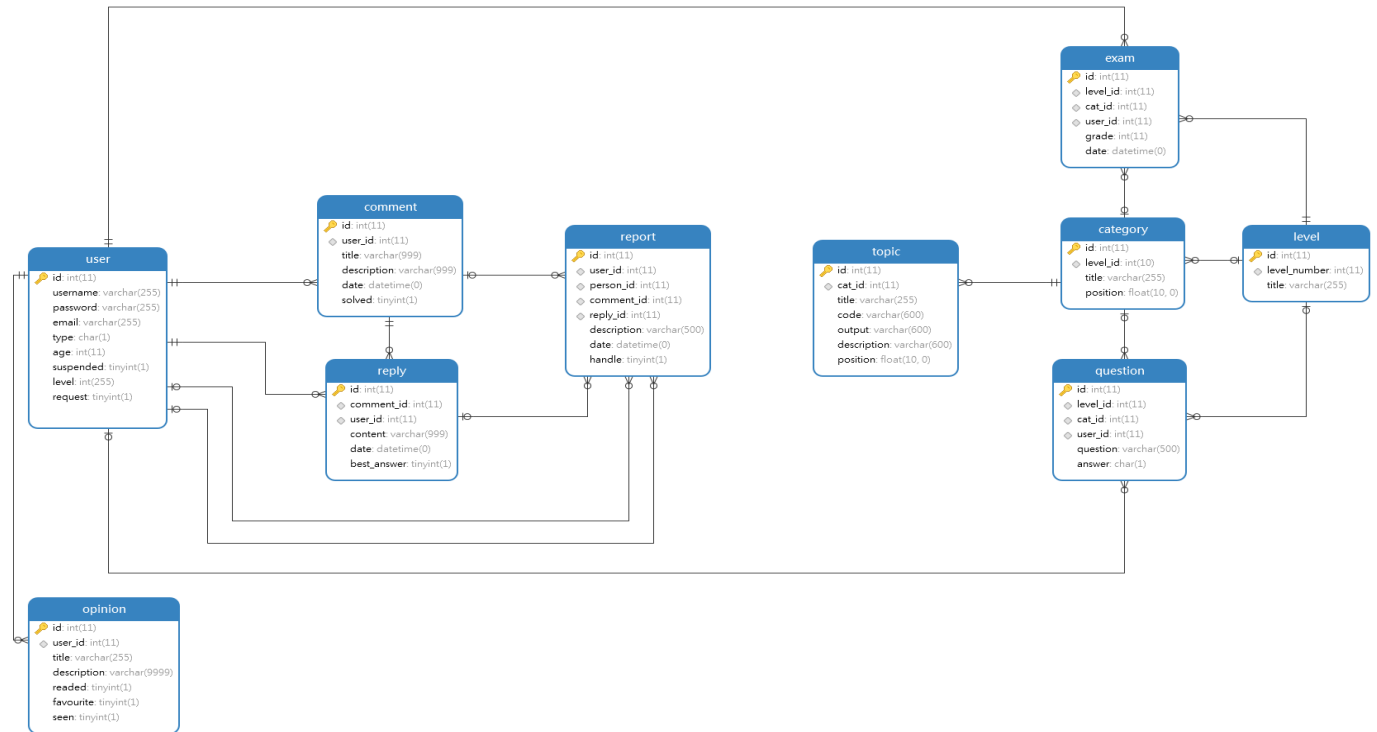 exam
id: int(11)
level_id: int(11)
cat_id: int(11)
user_id: int(11)
grade: int(11)
date: datetime(0)
comment
id: int(11)
user_id: int(11)
title: varchar(999)
description: varchar(999)
date: datetime(0)
solved: tinyint(1)
report
id: int(11)
user_id: int(11)
person_id: int(11)
comment_id: int(11)
reply_id: int(11)
description: varchar(500)
date: datetime(0)
handle: tinyint(1)
category
id: int(11)
level_id: int(10)
title: varchar(255)
position: float(10, 0)
level
id: int(11)
level_number: int(11)
title: varchar(255)
topic
id: int(11)
cat_id: int(11)
title: varchar(255)
code: varchar(600)
output: varchar(600)
description: varchar(600)
position: float(10, 0)
user
id: int(11)
username: varchar(255)
password: varchar(255)
email: varchar(255)
type: char(1)
age: int(11)
suspended: tinyint(1)
level: int(255)
request: tinyint(1)
reply
id: int(11)
comment_id: int(11)
user_id: int(11)
content: varchar(999)
date: datetime(0)
best_answer: tinyint(1)
question
id: int(11)
level_id: int(11)
cat_id: int(11)
user_id: int(11)
question: varchar(500)
answer: char(1)
opinion
id: int(11)
user_id: int(11)
title: varchar(255)
description: varchar(9999)
readed: tinyint(1)
favourite: tinyint(1)
seen: tinyint(1)